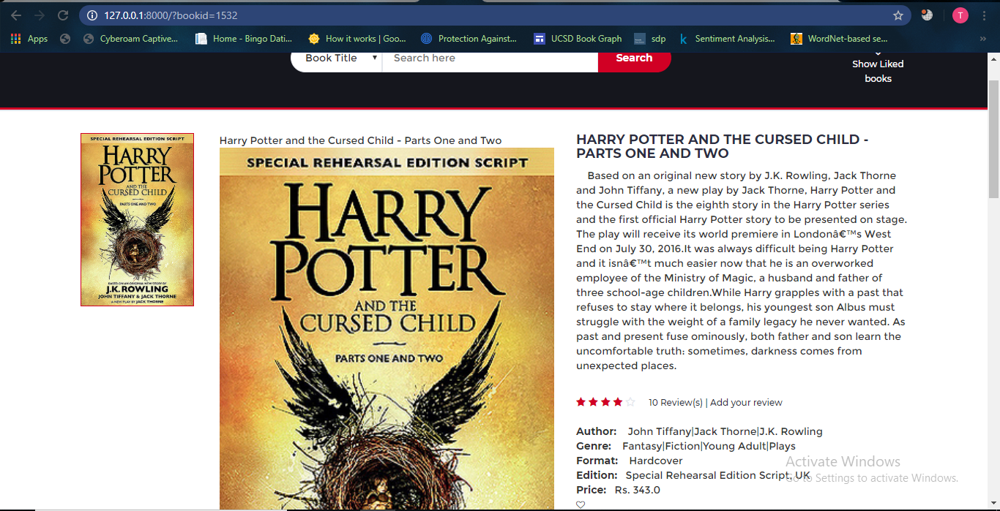 127.0.0.1:8000/?bookid=1532
T
Apps
Cyberoam Captive...
Home - Bingo Dati...
How it works | Goo...
Protection Against...
UCSD Book Graph
sdp
k
Sentiment Analysis...
WordNet-based se...
»
Book Title
Search here
Search
Show Liked
books
SPECIAL REHEARSAL EDITION SCRIPT
HARRY
POTTER
AND THE
CURSED CHILD
PARTS ONE AND TWO
BASED ON AN ORIGINAL NEW STORY BY
J.K. ROWLING
JOHN TIFFANY & JACK THORNE
A NEW PLAY BY JACK THORNE
Harry Potter and the Cursed Child - Parts One and Two
SPECIAL REHEARSAL EDITION SCRIPT
HARRY
POTTER
AND THE
CURSED CHILD
PARTS ONE AND TWO
HARRY POTTER AND THE CURSED CHILD -
PARTS ONE AND TWO
Based on an original new story by J.K. Rowling, Jack Thorne
and John Tiffany, a new play by Jack Thorne, Harry Potter and
the Cursed Child is the eighth story in the Harry Potter series
and the first official Harry Potter story to be presented on stage.
The play will receive its world premiere in Londonâ€™s West
End on July 30, 2016.It was always difficult being Harry Potter
and it isnâ€™t much easier now that he is an overworked
employee of the Ministry of Magic, a husband and father of
three school-age children.While Harry grapples with a past that
refuses to stay where it belongs, his youngest son Albus must
struggle with the weight of a family legacy he never wanted. As
past and present fuse ominously, both father and son learn the
uncomfortable truth: sometimes, darkness comes from
unexpected places.
10 Review(s) | Add your review
Author: John Tiffany|Jack Thorne|J.K. Rowling
Genre: Fantasy|Fiction|Young Adult|Plays
Format: Hardcover
Edition: Special Rehearsal Edition Script, UK
Price: Rs. 343.0
Activate Windows
Go to Settings to activate Windows.